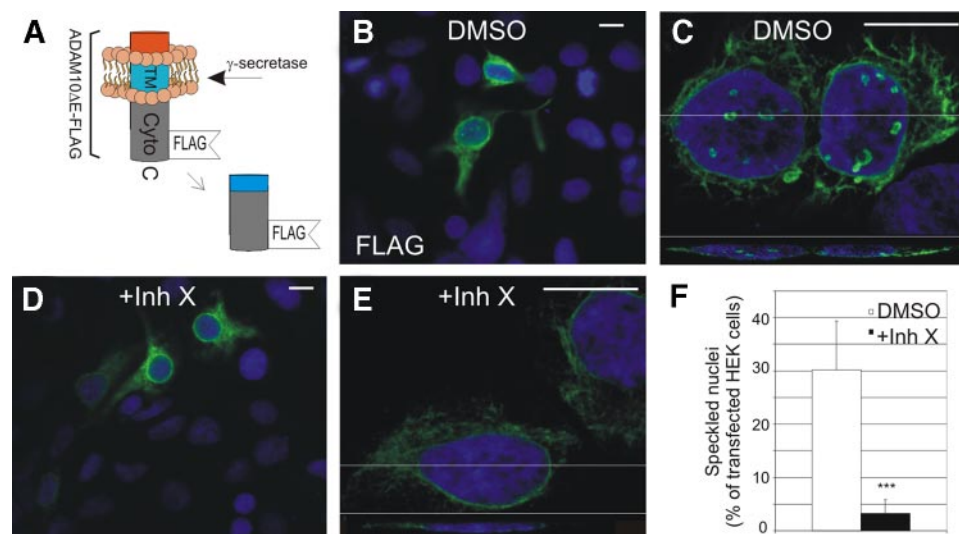 A
ADAM10ΔE-FLAG
TM
Cyto
C
γ-secretase
FLAG
FLAG
B
DMSO
FLAG
C
DMSO
D
+Inh X
E
+Inh X
F
Speckled nuclei
(% of transfected HEK cells)
40
30
20
10
0
DMSO
+Inh X
***